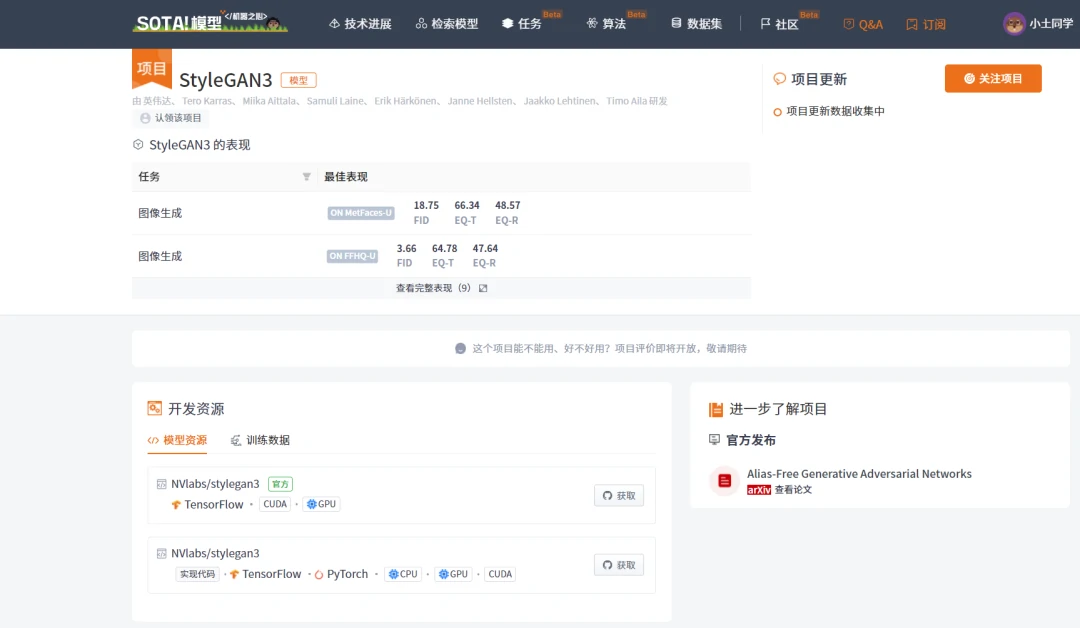 SOTA!模型 </机器之心>
技术进展 检索模型 任务 Beta 算法 Beta 数据集 社区 Beta Q&A 订阅 小土同学
项目
StyleGAN3 模型
由 英伟达、 Tero Karras、 Miika Aittala、 Samuli Laine、 Erik Härkönen、 Janne Hellsten、 Jaakko Lehtinen、 Timo Aila 研发
认领该项目
项目更新
关注项目
项目更新数据收集中
StyleGAN3 的表现
任务 最佳表现
图像生成 ON MetFaces-U 18.75 FID 66.34 EQ-T 48.57 EQ-R
图像生成 ON FFHQ-U 3.66 FID 64.78 EQ-T 47.64 EQ-R
查看完整表现（9）
这个项目能不能用、好不好用？项目评价即将开放，敬请期待
开发资源
模型资源 训练数据
NVlabs/stylegan3 官方
TensorFlow · CUDA · GPU
获取
NVlabs/stylegan3
实现代码 · TensorFlow · PyTorch · CPU · GPU · CUDA
获取
进一步了解项目
官方发布
Alias-Free Generative Adversarial Networks
arXiv 查看论文